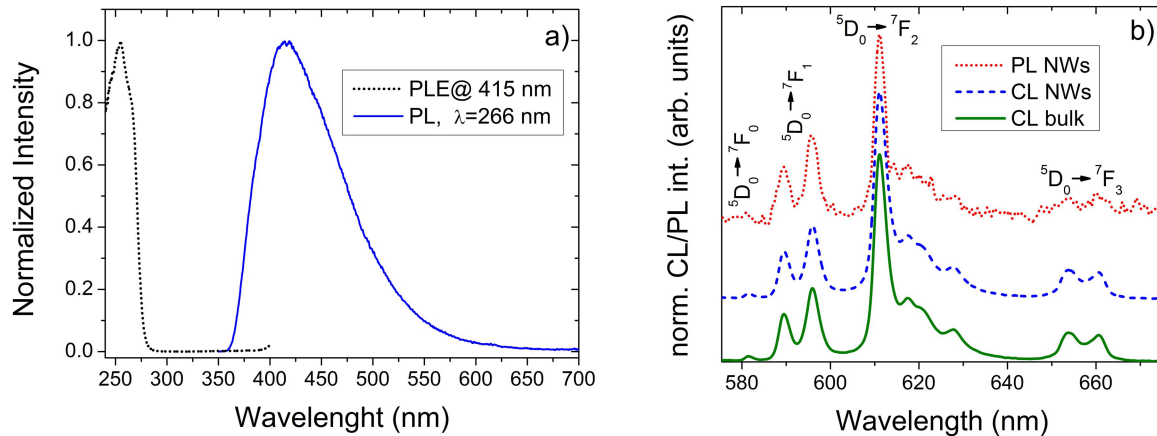 a)
1.0
0.8
0.6
0.4
0.2
0.0
Normalized Intensity
PLE@ 415 nm
PL, λ=266 nm
250 300 350 400 450 500 550 600 650 700
Wavelenght (nm)
b)
norm. CL/PL int. (arb. units)
⁵D₀ → ⁷F₂
PL NWs
CL NWs
CL bulk
⁵D₀ → ⁷F₀
⁵D₀ → ⁷F₁
⁵D₀ → ⁷F₃
580 600 620 640 660
Wavelength (nm)